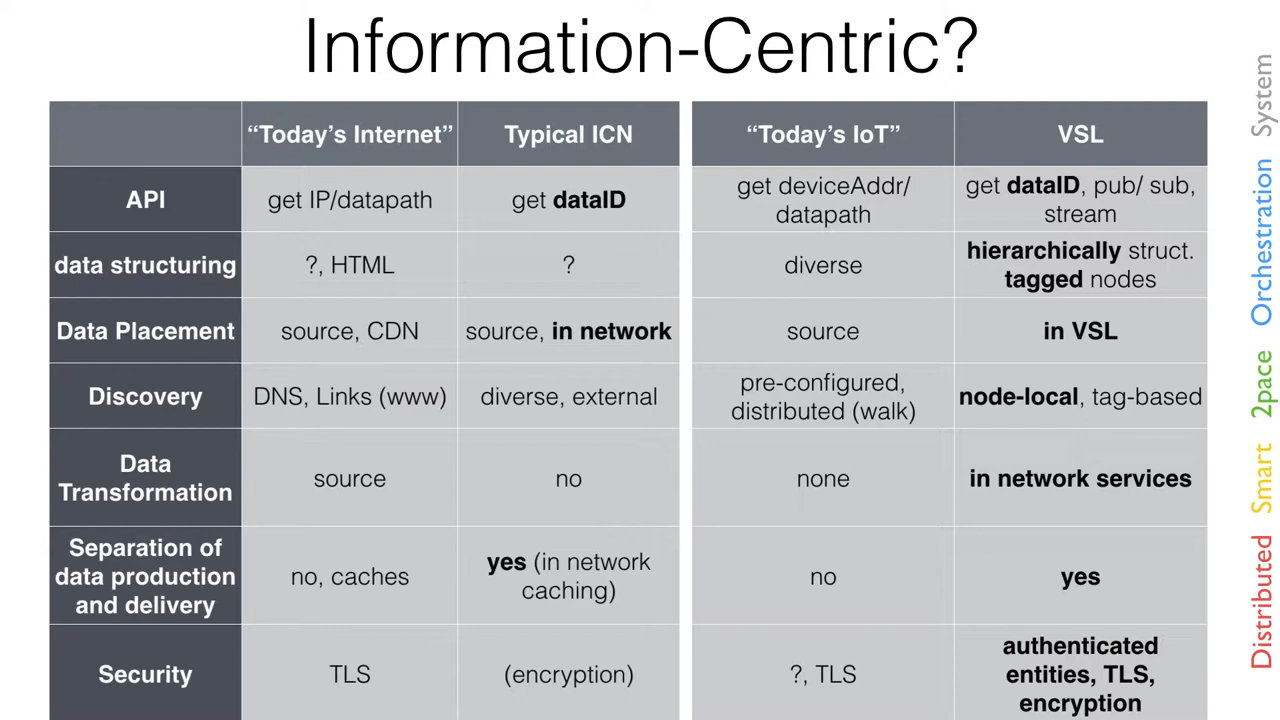 Information-Centric?
“Today’s Internet” Typical ICN “Today’s IoT” VSL
API
get IP/datapath
get dataID
get deviceAddr/
datapath
get dataID, pub/ sub,
stream
data structuring
?, HTML
?
diverse
hierarchically struct.
tagged nodes
Data Placement
source, CDN
source, in network
source
in VSL
Discovery
DNS, Links (www)
diverse, external
pre-configured,
distributed (walk)
node-local, tag-based
Data
Transformation
source
no
none
in network services
Separation of
data production
and delivery
no, caches
yes (in network
caching)
no
yes
Security
TLS
(encryption)
?, TLS
authenticated
entities, TLS,
encryption
Distributed Smart 2pace Orchestration System